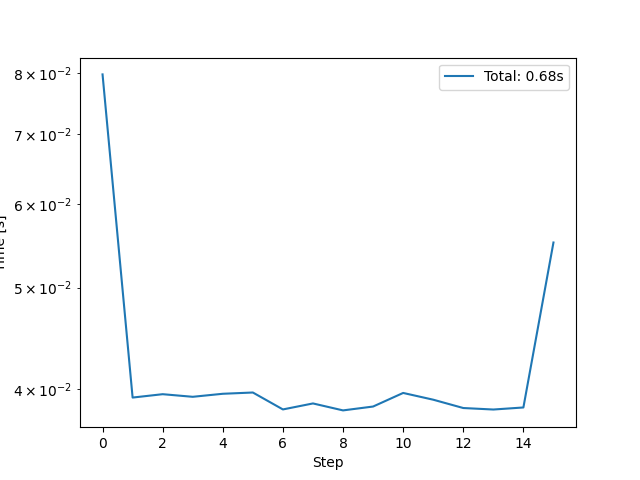 Total: 0.68s
8 × 10⁻²
7 × 10⁻²
6 × 10⁻²
5 × 10⁻²
4 × 10⁻²
[s]
0 2 4 6 8 10 12 14
Step